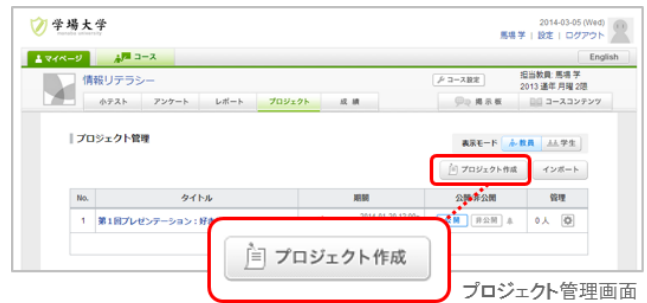 学場大学
2014-03-05 (Wed)
馬場 学 | 設定 | ログアウト
マイページ
コース
English
情報リテラシー
コース設定
担当教員: 馬場 学
2013 通年 月曜 2限
小テスト
アンケート
レポート
プロジェクト
成 績
掲 示 板
コースコンテンツ
プロジェクト管理
表示モード
教員
学生
プロジェクト作成
インポート
No.
タイトル
期間
公開/非公開
管理
1
第1回プレゼンテーション:好き
非公開
0人
プロジェクト作成
プロジェクト管理画面